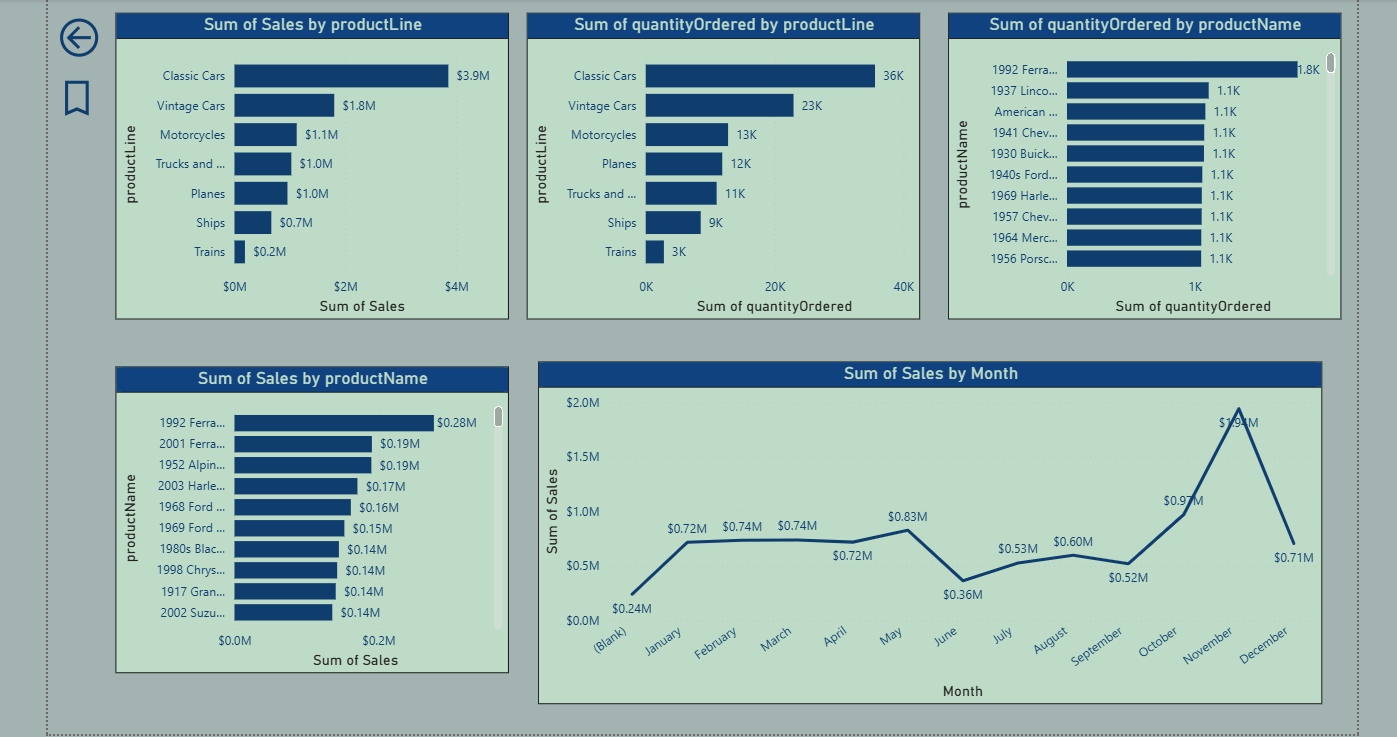 Sum of Sales by productLine
productLine
Classic Cars $3.9M
Vintage Cars $1.8M
Motorcycles $1.1M
Trucks and ... $1.0M
Planes $1.0M
Ships $0.7M
Trains $0.2M
$0M $2M $4M
Sum of Sales
Sum of quantityOrdered by productLine
productLine
Classic Cars 36K
Vintage Cars 23K
Motorcycles 13K
Planes 12K
Trucks and ... 11K
Ships 9K
Trains 3K
0K 20K 40K
Sum of quantityOrdered
Sum of quantityOrdered by productName
productName
1992 Ferra... 1.8K
1937 Linco... 1.1K
American ... 1.1K
1941 Chev... 1.1K
1930 Buick... 1.1K
1940s Ford... 1.1K
1969 Harle... 1.1K
1957 Chev... 1.1K
1964 Merc... 1.1K
1956 Porsc... 1.1K
0K 1K
Sum of quantityOrdered
Sum of Sales by productName
productName
1992 Ferra... $0.28M
2001 Ferra... $0.19M
1952 Alpin... $0.19M
2003 Harle... $0.17M
1968 Ford ... $0.16M
1969 Ford ... $0.15M
1980s Blac... $0.14M
1998 Chrys... $0.14M
1917 Gran... $0.14M
2002 Suzu... $0.14M
$0.0M $0.2M
Sum of Sales
Sum of Sales by Month
Sum of Sales
$2.0M
$1.5M
$1.0M
$0.5M
$0.0M
$0.24M $0.72M $0.74M $0.74M $0.72M $0.83M $0.36M $0.53M $0.60M $0.52M $0.97M $1.94M $0.71M
(Blank) January February March April May June July August September October November December
Month